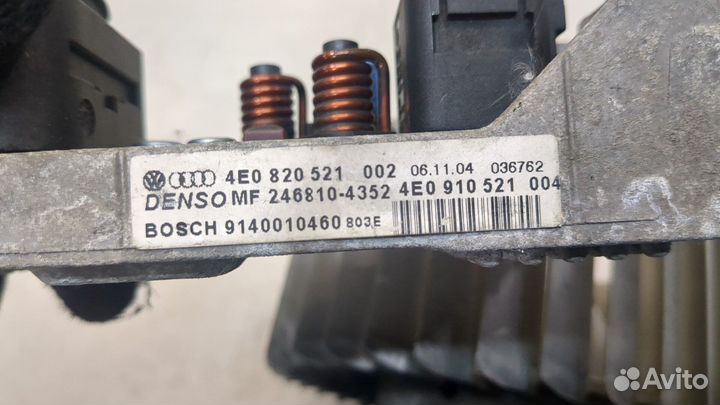 4E0 820 521 002 06.11.04 036762
DENSO MF 246810-4352 4E0 910 521 004
BOSCH 9140010460 803E
Avito